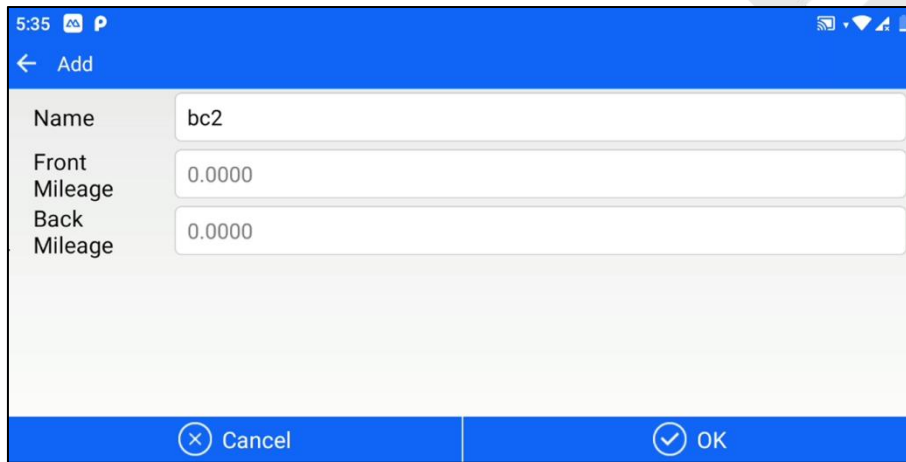 5:35
Add
Name
bc2
Front
Mileage
0.0000
Back
Mileage
0.0000
Cancel
OK